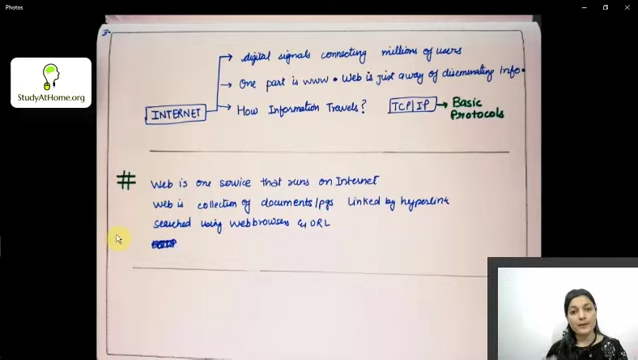 Photos
StudyAtHome.org
digital signals connecting millions of users
One part is www • Web is just away of diseminating info.
INTERNET
How Information Travels?
TCP|IP
Basic
Protocols
#
Web is one service that runs on Internet
Web is collection of documents/pgs Linked by hyperlink
searched using webbrowsers & URL